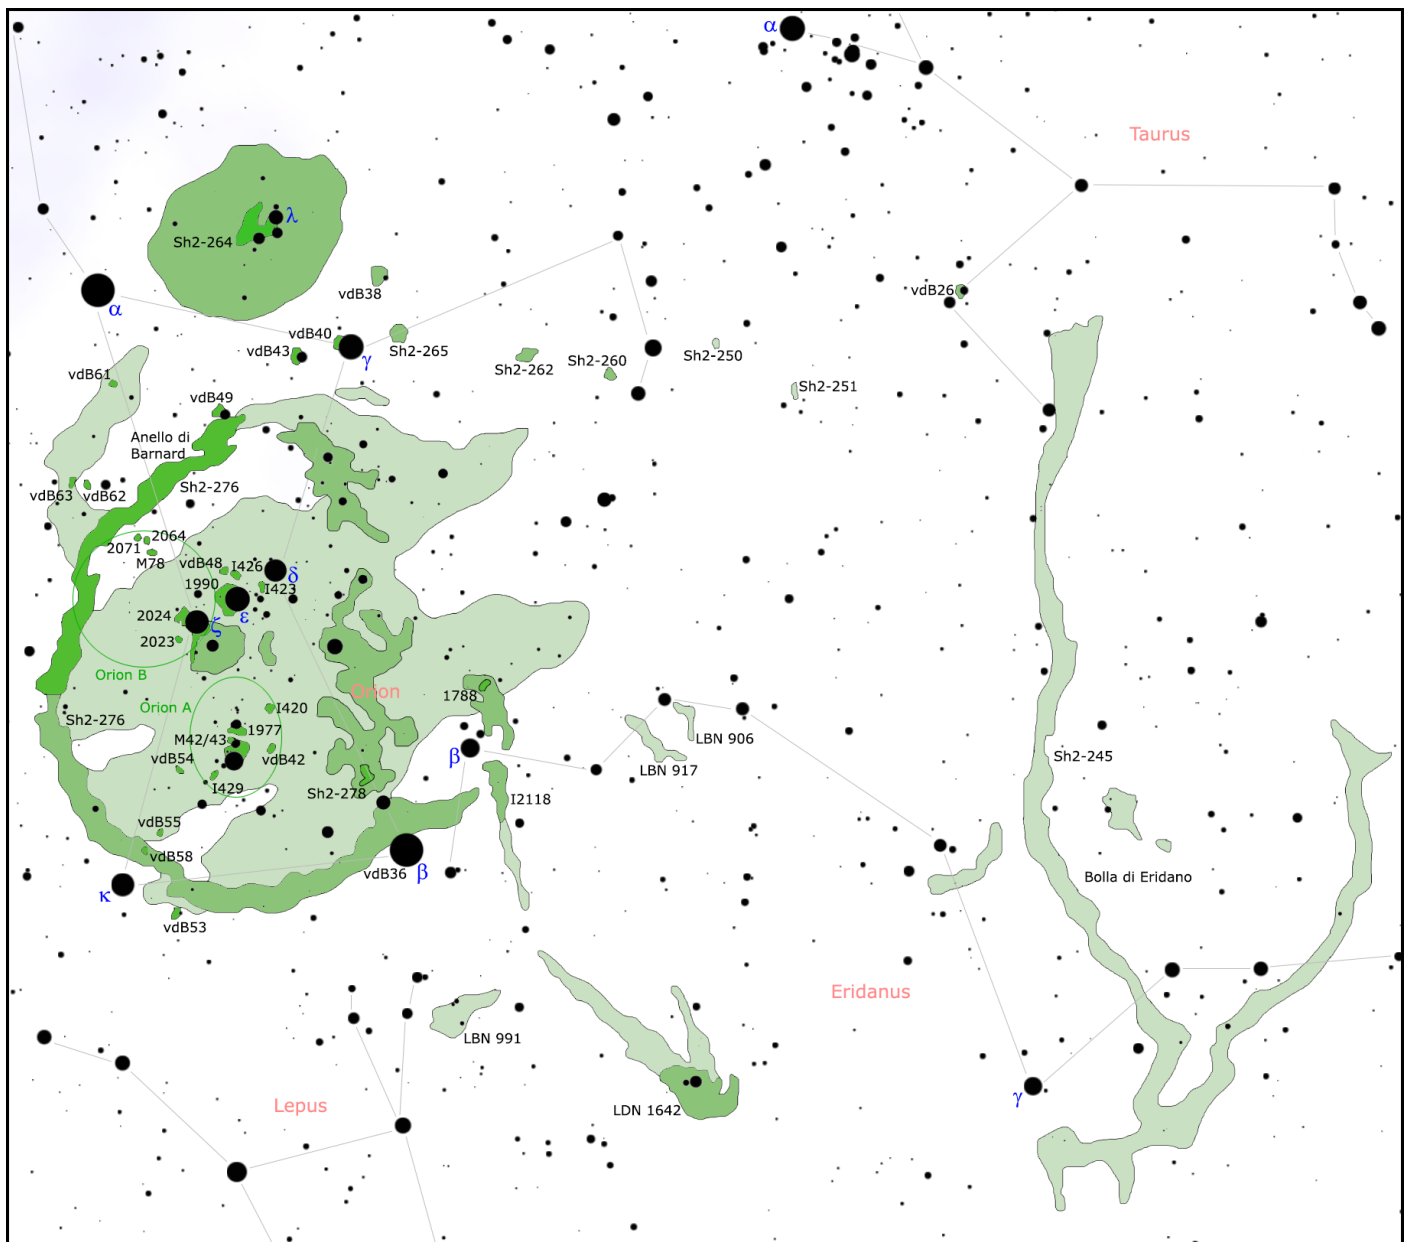 α
Taurus
λ
Sh2-264
vdB38
vdB26
α
vdB40
vdB43
γ
Sh2-265
Sh2-262
Sh2-260
Sh2-250
Sh2-251
vdB61
vdB49
Anello di
Barnard
vdB63
vdB62
Sh2-276
2064
2071
M78
vdB48
I426
δ
1990
I423
ε
2024
ζ
2023
Orion B
Orion
1788
Orion A
I420
Sh2-276
1977
M42/43
vdB54
vdB42
β
LBN 906
LBN 917
Sh2-245
I429
Sh2-278
I2118
vdB55
vdB58
vdB36
β
Bolla di Eridano
κ
vdB53
Eridanus
LBN 991
γ
Lepus
LDN 1642